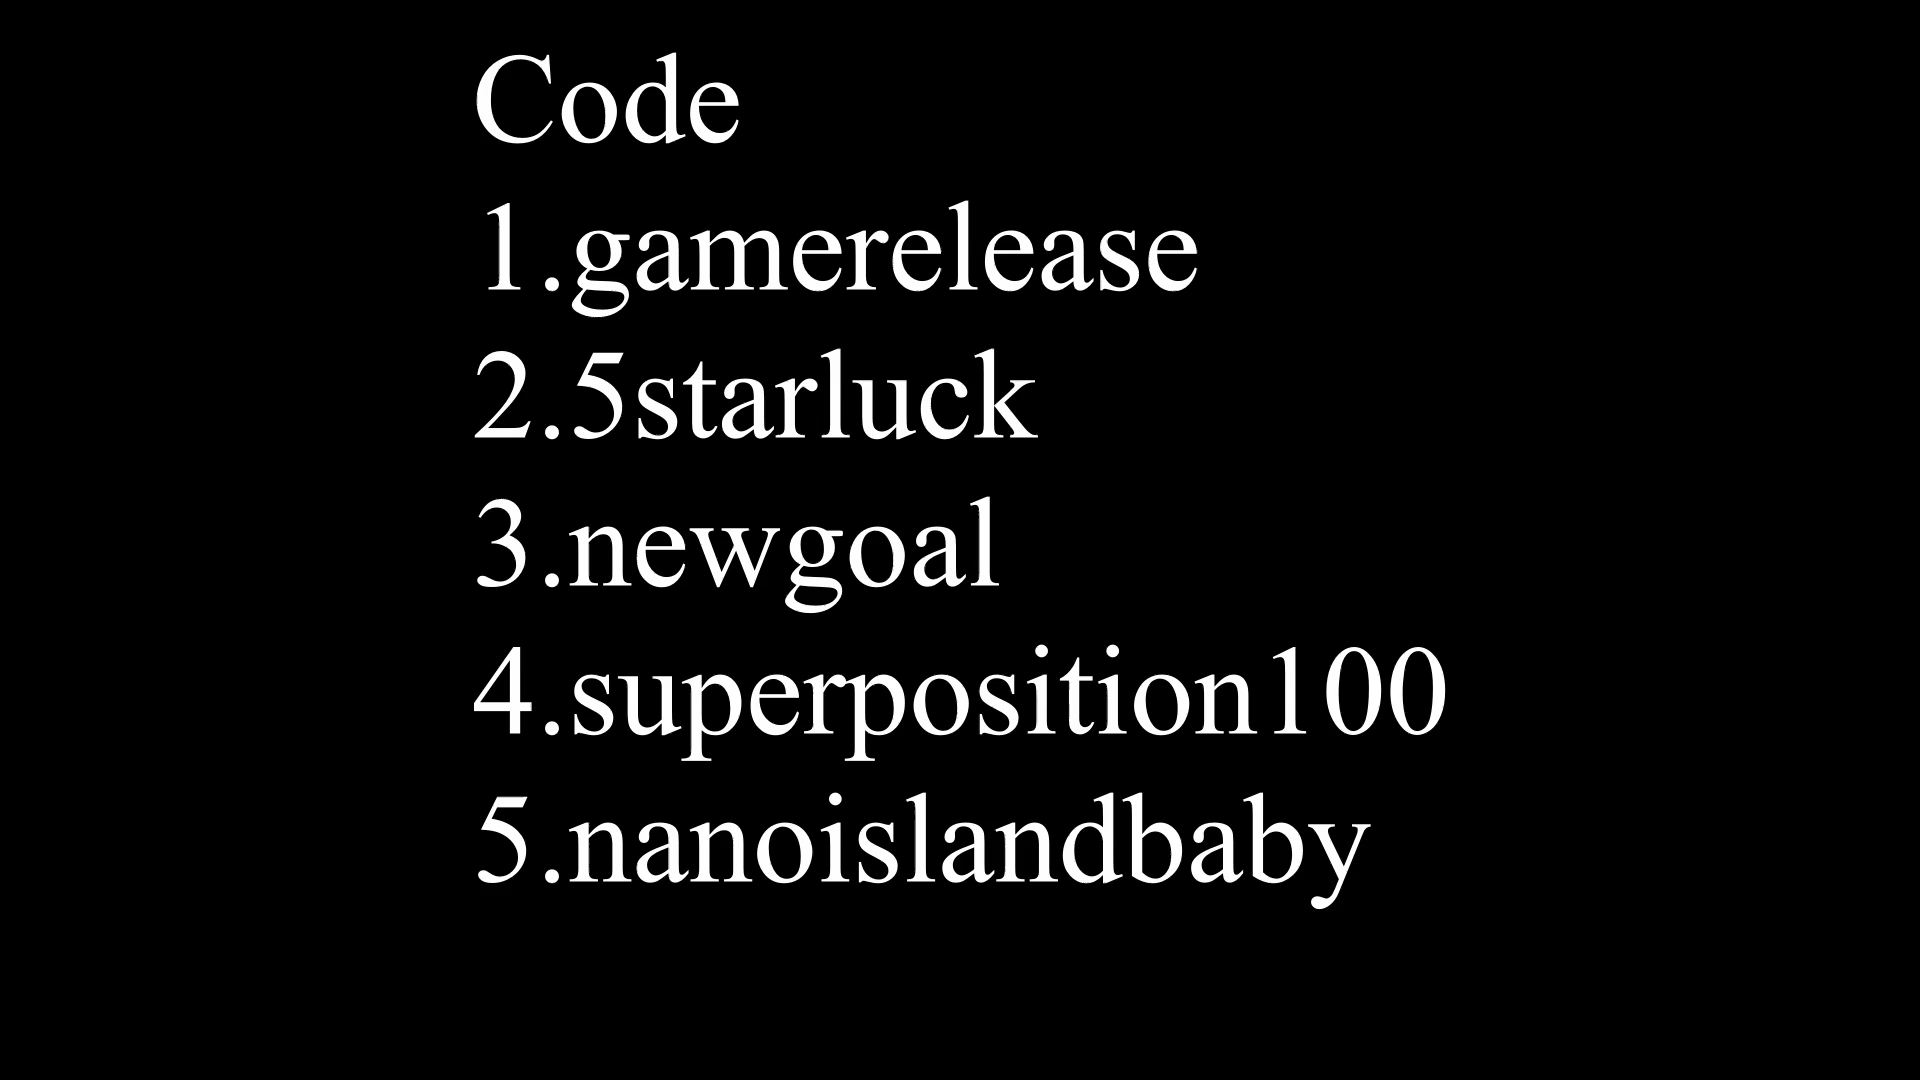 Code
1.gamerelease
2.5starluck
3.newgoal
4.superposition100
5.nanoislandbaby